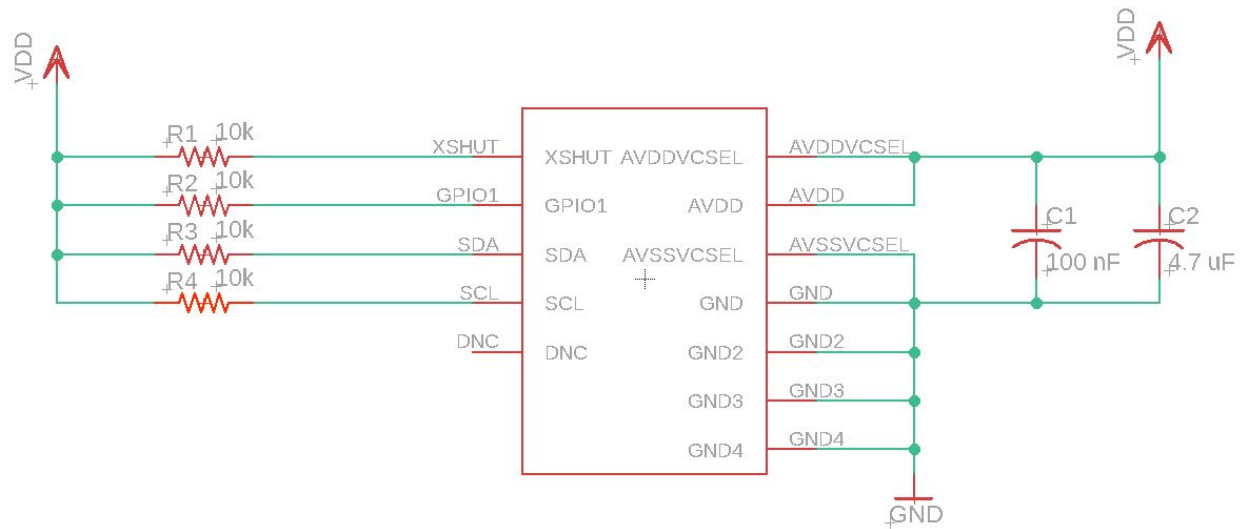 VDD
VDD
R1 10k
R2 10k
R3 10k
R4 10k
XSHUT
GPIO1
SDA
SCL
DNC
XSHUT AVDDVCSEL
GPIO1 AVDD
SDA AVSSVCSEL
SCL GND
DNC GND2
GND3
GND4
AVDDVCSEL
AVDD
AVSSVCSEL
GND
GND2
GND3
GND4
C1
100 nF
C2
4.7 uF
GND